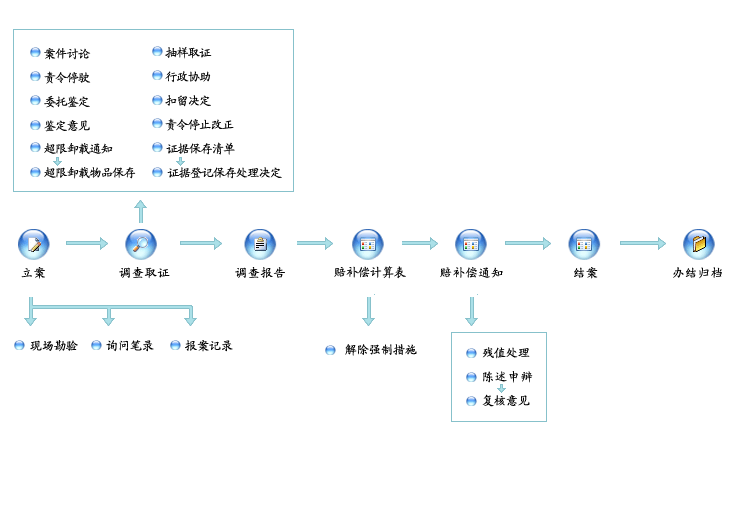 案件讨论
责令停驶
委托鉴定
鉴定意见
超限卸载通知
超限卸载物品保存
抽样取证
行政协助
扣留决定
责令停止改正
证据保存清单
证据登记保存处理决定
立案
调查取证
调查报告
赔补偿计算表
赔补偿通知
结案
办结归档
现场勘验
询问笔录
报案记录
解除强制措施
残值处理
陈述申辩
复核意见